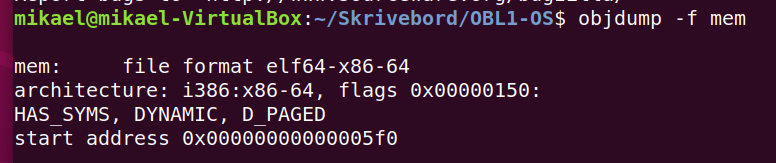 mikael@mikael-VirtualBox:~/Skrivebord/OBL1-OS$ objdump -f mem
mem:     file format elf64-x86-64
architecture: i386:x86-64, flags 0x00000150:
HAS_SYMS, DYNAMIC, D_PAGED
start address 0x00000000000005f0